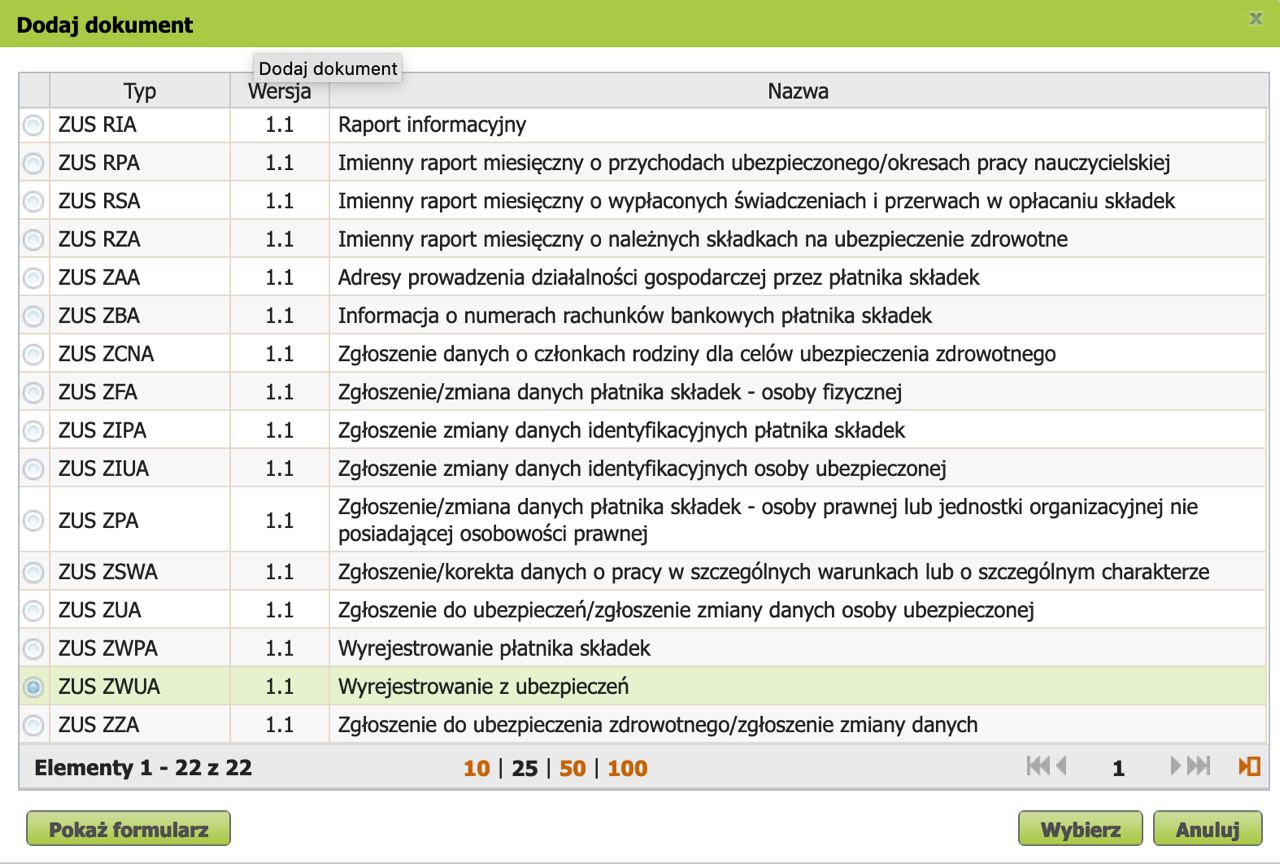 Dodaj dokument
x
Dodaj dokument
Typ Wersja Nazwa
ZUS RIA 1.1 Raport informacyjny
ZUS RPA 1.1 Imienny raport miesięczny o przychodach ubezpieczonego/okresach pracy nauczycielskiej
ZUS RSA 1.1 Imienny raport miesięczny o wypłaconych świadczeniach i przerwach w opłacaniu składek
ZUS RZA 1.1 Imienny raport miesięczny o należnych składkach na ubezpieczenie zdrowotne
ZUS ZAA 1.1 Adresy prowadzenia działalności gospodarczej przez płatnika składek
ZUS ZBA 1.1 Informacja o numerach rachunków bankowych płatnika składek
ZUS ZCNA 1.1 Zgłoszenie danych o członkach rodziny dla celów ubezpieczenia zdrowotnego
ZUS ZFA 1.1 Zgłoszenie/zmiana danych płatnika składek - osoby fizycznej
ZUS ZIPA 1.1 Zgłoszenie zmiany danych identyfikacyjnych płatnika składek
ZUS ZIUA 1.1 Zgłoszenie zmiany danych identyfikacyjnych osoby ubezpieczonej
ZUS ZPA 1.1 Zgłoszenie/zmiana danych płatnika składek - osoby prawnej lub jednostki organizacyjnej nie
posiadającej osobowości prawnej
ZUS ZSWA 1.1 Zgłoszenie/korekta danych o pracy w szczególnych warunkach lub o szczególnym charakterze
ZUS ZUA 1.1 Zgłoszenie do ubezpieczeń/zgłoszenie zmiany danych osoby ubezpieczonej
ZUS ZWPA 1.1 Wyrejestrowanie płatnika składek
ZUS ZWUA 1.1 Wyrejestrowanie z ubezpieczeń
ZUS ZZA 1.1 Zgłoszenie do ubezpieczenia zdrowotnego/zgłoszenie zmiany danych
Elementy 1 - 22 z 22 10 | 25 | 50 | 100 1
Pokaż formularz Wybierz Anuluj